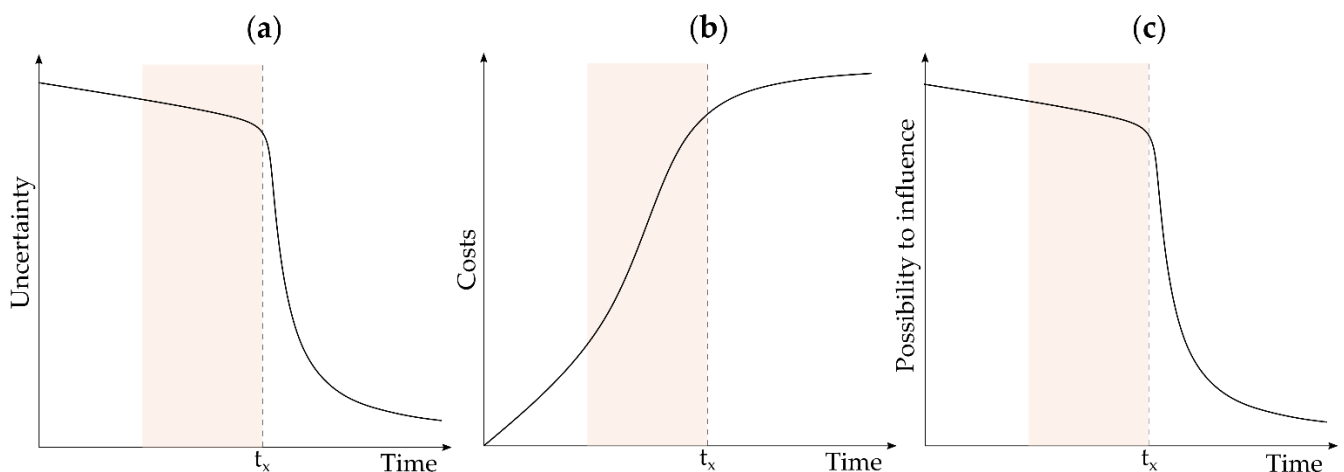 (a)
Uncertainty
tₓ
Time
(b)
Costs
tₓ
Time
(c)
Possibility to influence
tₓ
Time